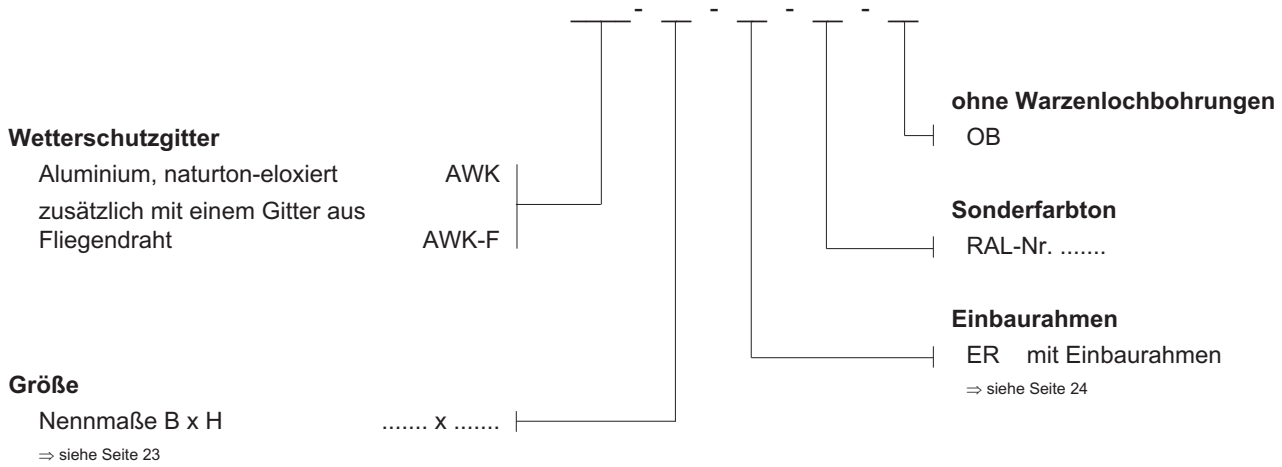 - - - -
Wetterschutzgitter
Aluminium, naturton-eloxiert AWK
zusätzlich mit einem Gitter aus
Fliegendraht AWK-F
Größe
Nennmaße B x H ....... x .......
⇒ siehe Seite 23
ohne Warzenlochbohrungen
OB
Sonderfarbton
RAL-Nr. .......
Einbaurahmen
ER mit Einbaurahmen
⇒ siehe Seite 24